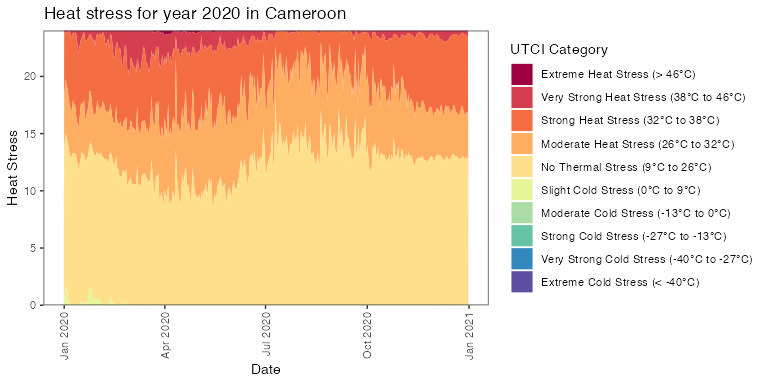 Heat stress for year 2020 in Cameroon
Heat Stress
20
15
10
5
0
Jan 2020
Apr 2020
Jul 2020
Oct 2020
Jan 2021
Date
UTCI Category
Extreme Heat Stress (> 46°C)
Very Strong Heat Stress (38°C to 46°C)
Strong Heat Stress (32°C to 38°C)
Moderate Heat Stress (26°C to 32°C)
No Thermal Stress (9°C to 26°C)
Slight Cold Stress (0°C to 9°C)
Moderate Cold Stress (-13°C to 0°C)
Strong Cold Stress (-27°C to -13°C)
Very Strong Cold Stress (-40°C to -27°C)
Extreme Cold Stress (< -40°C)